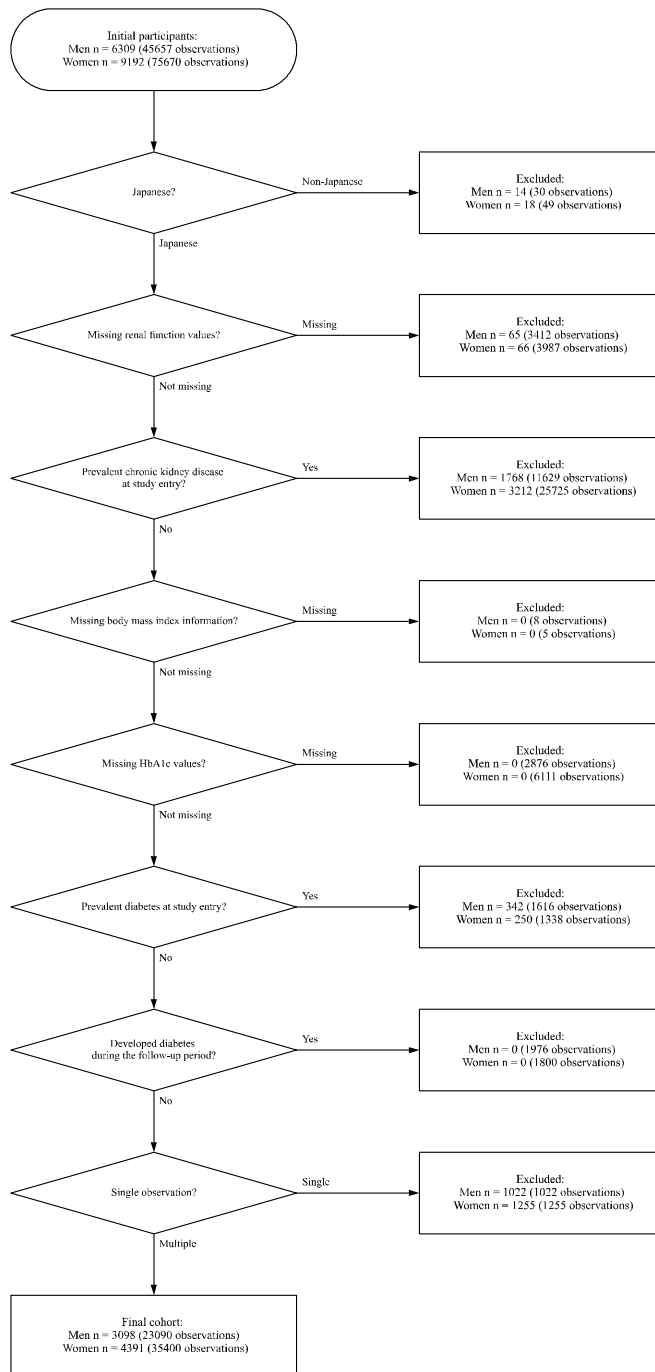 Initial participants:
Men n = 6309 (45657 observations)
Women n = 9192 (75670 observations)
Japanese?
Non-Japanese
Excluded:
Men n = 14 (30 observations)
Women n = 18 (49 observations)
Japanese
Missing renal function values?
Missing
Excluded:
Men n = 65 (3412 observations)
Women n = 66 (3987 observations)
Not missing
Prevalent chronic kidney disease
at study entry?
Yes
Excluded:
Men n = 1768 (11629 observations)
Women n = 3212 (25725 observations)
No
Missing body mass index information?
Missing
Excluded:
Men n = 0 (8 observations)
Women n = 0 (5 observations)
Not missing
Missing HbA1c values?
Missing
Excluded:
Men n = 0 (2876 observations)
Women n = 0 (6111 observations)
Not missing
Prevalent diabetes at study entry?
Yes
Excluded:
Men n = 342 (1616 observations)
Women n = 250 (1338 observations)
No
Developed diabetes
during the follow-up period?
Yes
Excluded:
Men n = 0 (1976 observations)
Women n = 0 (1800 observations)
No
Single observation?
Single
Excluded:
Men n = 1022 (1022 observations)
Women n = 1255 (1255 observations)
Multiple
Final cohort:
Men n = 3098 (23090 observations)
Women n = 4391 (35400 observations)